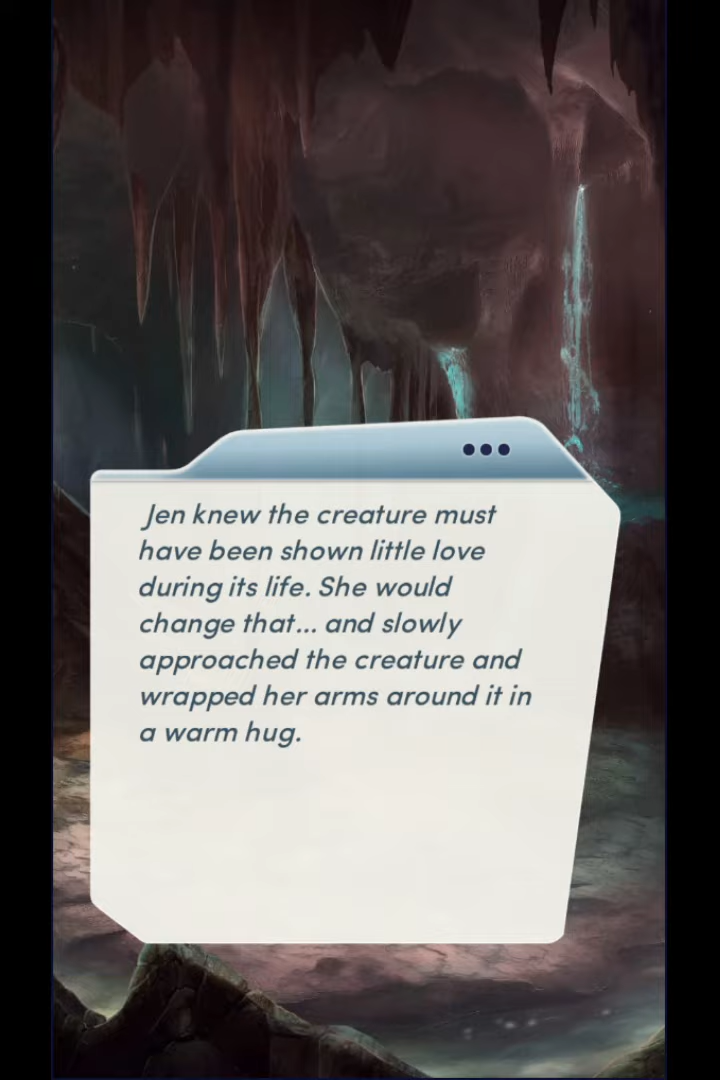 Jen knew the creature must
have been shown little love
during its life. She would
change that... and slowly
approached the creature and
wrapped her arms around it in
a warm hug.